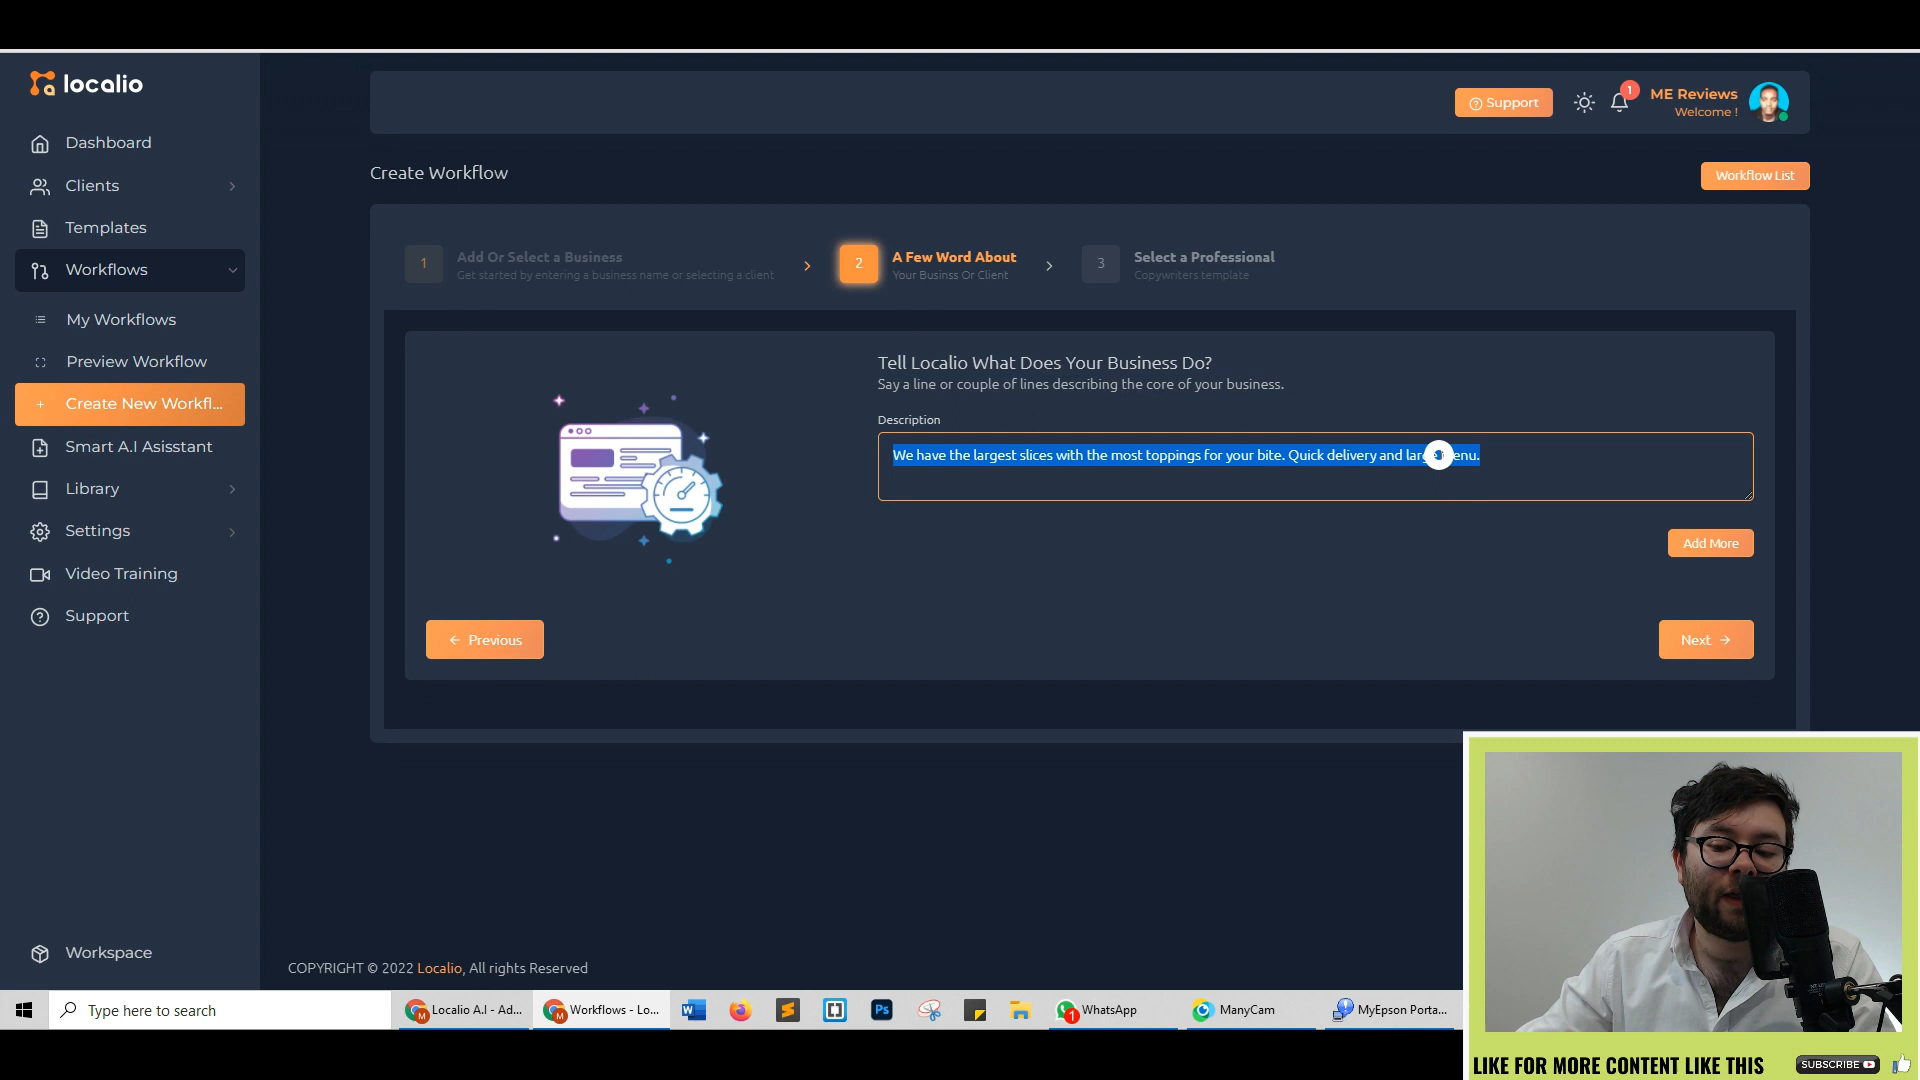 localio
Dashboard
Clients
Templates
Workflows
My Workflows
Preview Workflow
Create New Workfl...
Smart A.I Asisstant
Library
Settings
Video Training
Support
Workspace
Support
1
ME Reviews
Welcome !
Create Workflow
Workflow List
1
Add Or Select a Business
Get started by entering a business name or selecting a client
2
A Few Word About
Your Businss Or Client
3
Select a Professional
Copywriters template
Tell Localio What Does Your Business Do?
Say a line or couple of lines describing the core of your business.
Description
We have the largest slices with the most toppings for your bite. Quick delivery and enu.
Add More
Previous
Next
COPYRIGHT © 2022 Localio, All rights Reserved
Type here to search
Localio A.I - Ad...
Workflows - Lo...
Ps
1
WhatsApp
ManyCam
MyEpson Porta...
LIKE FOR MORE CONTENT LIKE THIS
SUBSCRIBE